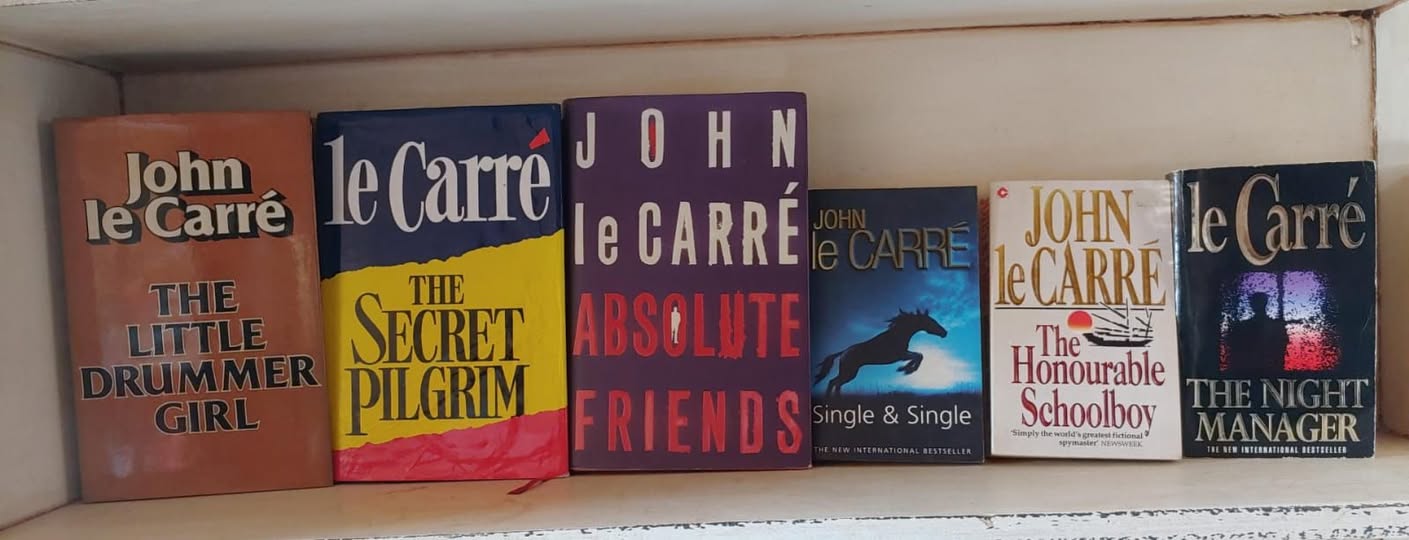 John
le Carré
THE
LITTLE
DRUMMER
GIRL
le Carré
THE
SECRET
PILGRIM
JOHN
le CARRÉ
ABSOLUTE
FRIENDS
JOHN
le CARRÉ
Single & Single
THE NEW INTERNATIONAL BESTSELLER
JOHN
le CARRÉ
The
Honourable
Schoolboy
'Simply the world's greatest fictional
spymaster' NEWSWEEK
le Carré
THE NIGHT
MANAGER
THE NEW INTERNATIONAL BESTSELLER